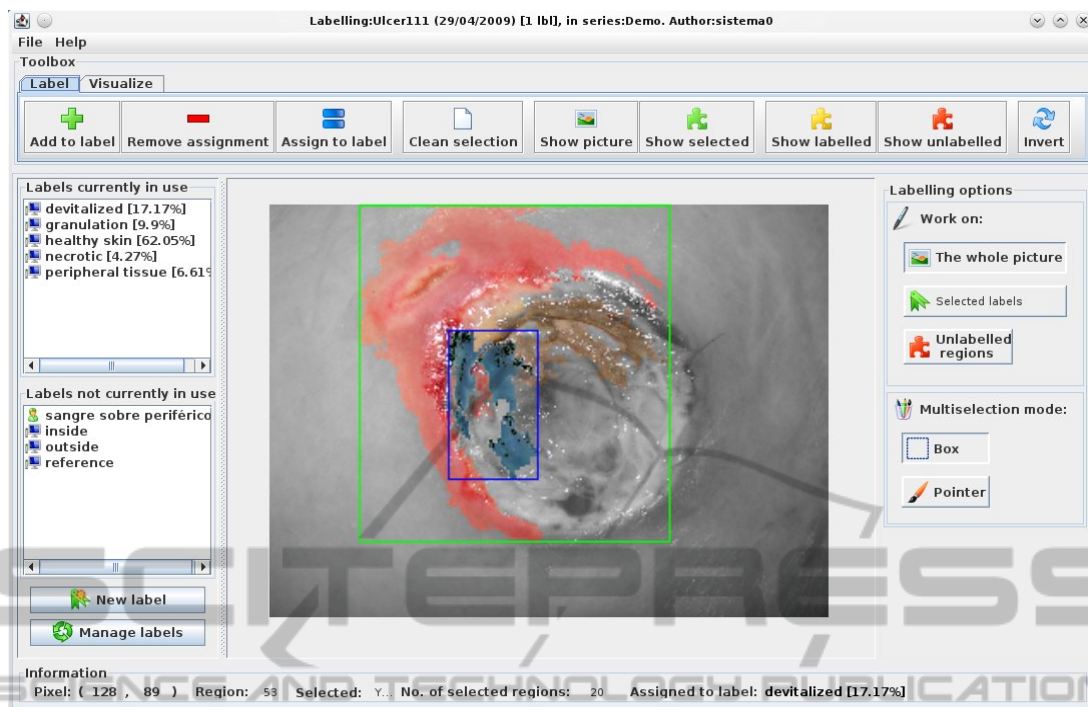 Labelling:Ulcer111 (29/04/2009) [1 lbl], in series:Demo. Author:sistema0
File Help
Toolbox
Label Visualize
Add to label Remove assignment Assign to label Clean selection Show picture Show selected Show labelled Show unlabelled Invert
Labels currently in use
devitalized [17.17%]
granulation [9.9%]
healthy skin [62.05%]
necrotic [4.27%]
peripheral tissue [6.61%
Labels not currently in use
sangre sobre periférico
inside
outside
reference
New label
Manage labels
Labelling options
Work on:
The whole picture
Selected labels
Unlabelled
regions
Multiselection mode:
Box
Pointer
SCITEPRESS
SCIENCE AND TECHNOLOGY PUBLICATIONS
Information
Pixel: ( 128 , 89 ) Region: 53 Selected: Y... No. of selected regions: 20 Assigned to label: devitalized [17.17%]